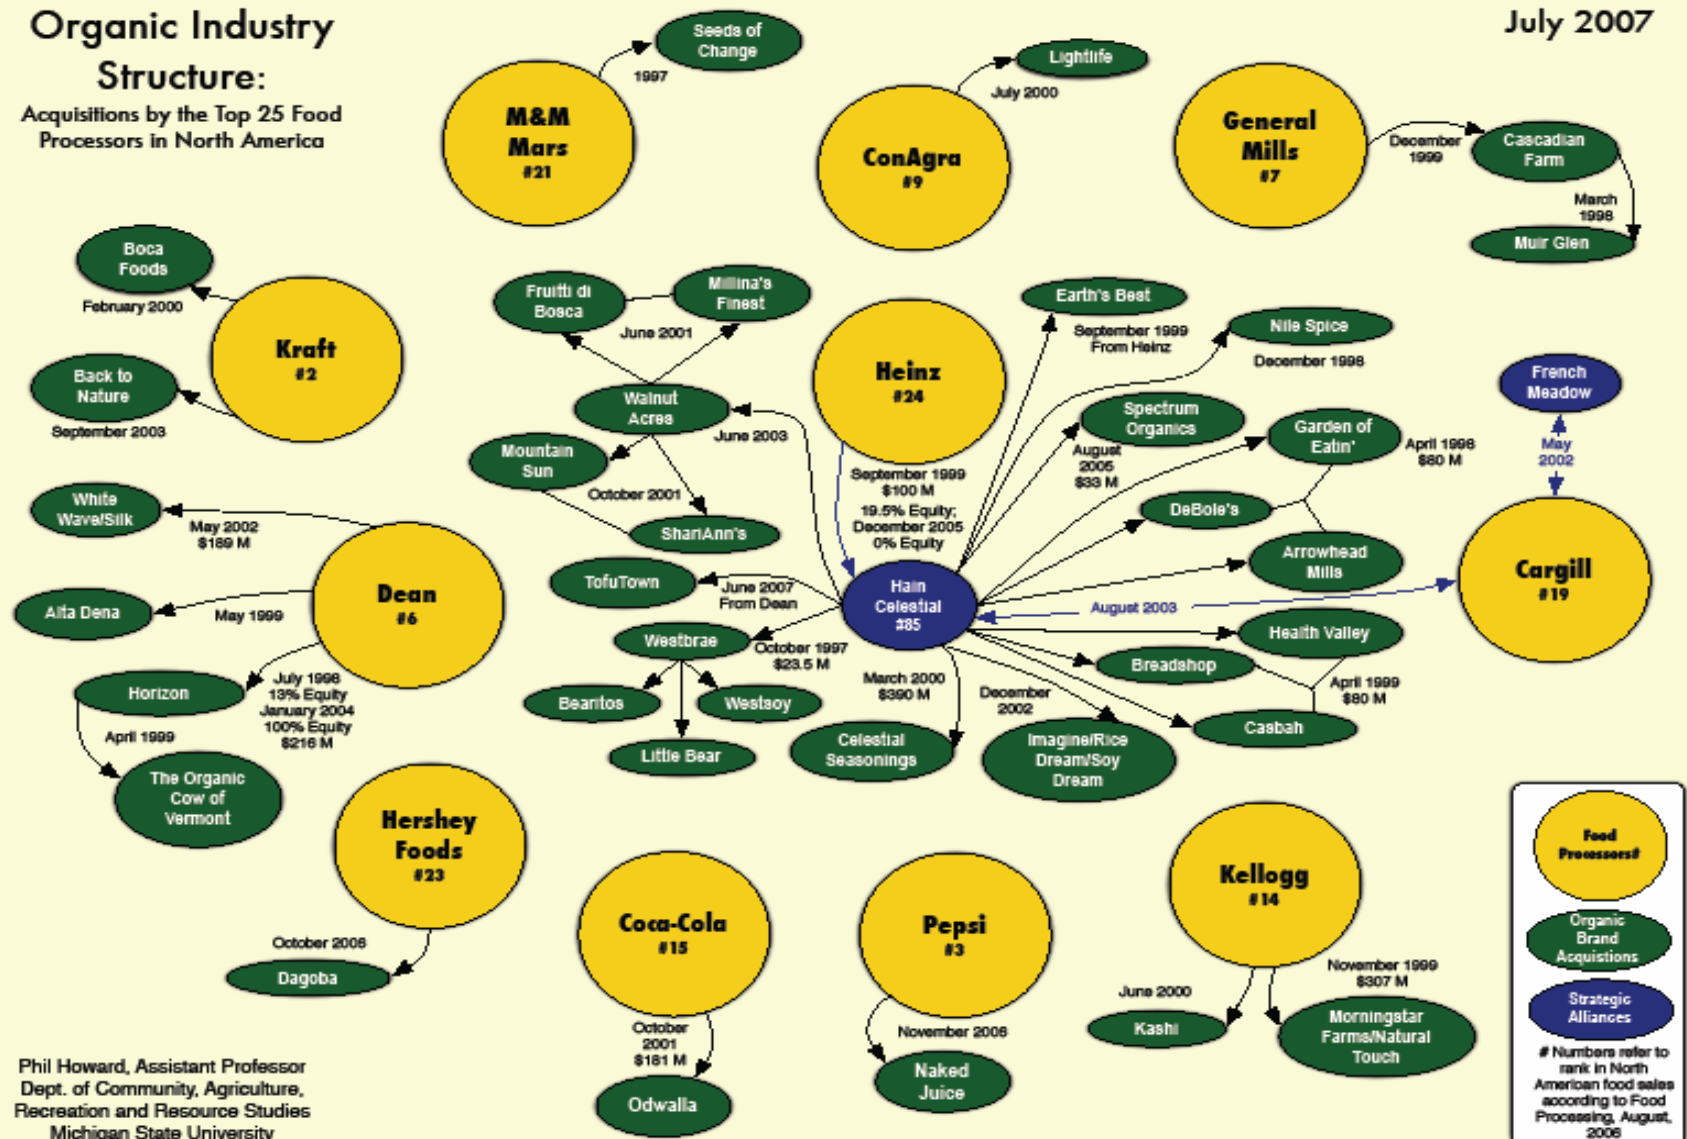 Organic Industry
Structure:
Acquisitions by the Top 25 Food
Processors in North America
July 2007
M&M
Mars
#21
1997
Seeds of
Change
ConAgra
#9
July 2000
Lightlife
General
Mills
#7
December
1999
Cascadian
Farm
March
1998
Muir Glen
Boca
Foods
February 2000
Kraft
#2
Back to
Nature
September 2003
Fruitti di
Bosca
Millina's
Finest
June 2001
Walnut
Acres
June 2003
Mountain
Sun
October 2001
ShariAnn's
Heinz
#24
September 1999
$100 M
19.5% Equity;
December 2005
0% Equity
Earth's Best
September 1999
From Heinz
Nile Spice
December 1998
Spectrum
Organics
August
2005
$33 M
Garden of
Eatin'
April 1998
$80 M
DeBole's
Arrowhead
Mills
French
Meadow
May
2002
Cargill
#19
August 2003
White
Wave/Silk
May 2002
$189 M
Dean
#6
Alta Dena
May 1999
Horizon
July 1998
13% Equity
January 2004
100% Equity
$216 M
April 1999
The Organic
Cow of
Vermont
TofuTown
June 2007
From Dean
Hain
Celestial
#85
Westbrae
October 1997
$23.5 M
Bearitos
Westsoy
Little Bear
March 2000
$390 M
Celestial
Seasonings
December
2002
Imagine/Rice
Dream/Soy
Dream
Health Valley
Breadshop
April 1999
$80 M
Casbah
Hershey
Foods
#23
October 2006
Dagoba
Coca-Cola
#15
October
2001
$181 M
Odwalla
Pepsi
#3
November 2006
Naked
Juice
Kellogg
#14
June 2000
Kashi
November 1999
$307 M
Morningstar
Farms/Natural
Touch
Food
Processors#
Organic
Brand
Acquistions
Strategic
Alliances
# Numbers refer to
rank in North
American food sales
according to Food
Processing, August,
2006
Phil Howard, Assistant Professor
Dept. of Community, Agriculture,
Recreation and Resource Studies
Michigan State University